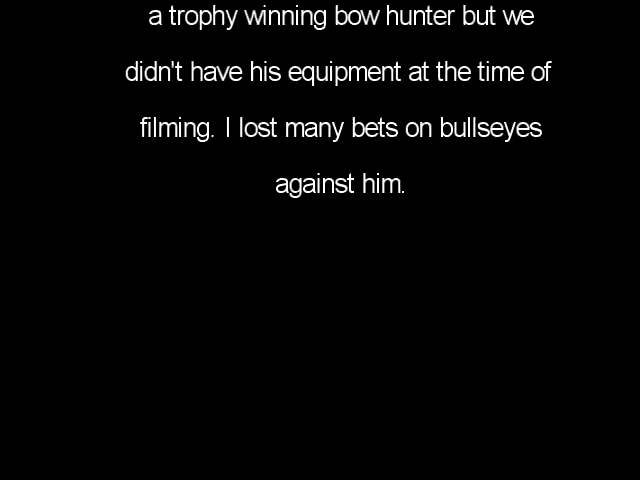 a trophy winning bow hunter but we
didn't have his equipment at the time of
filming. I lost many bets on bullseyes
against him.